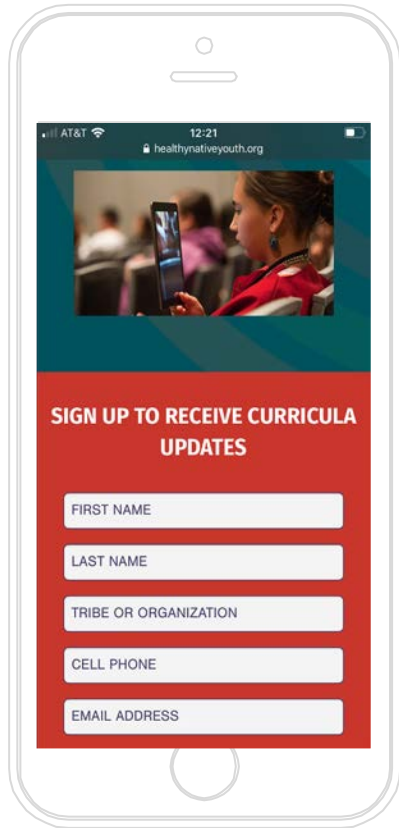 AT&T
12:21
healthynativeyouth.org
SIGN UP TO RECEIVE CURRICULA
UPDATES
FIRST NAME
LAST NAME
TRIBE OR ORGANIZATION
CELL PHONE
EMAIL ADDRESS